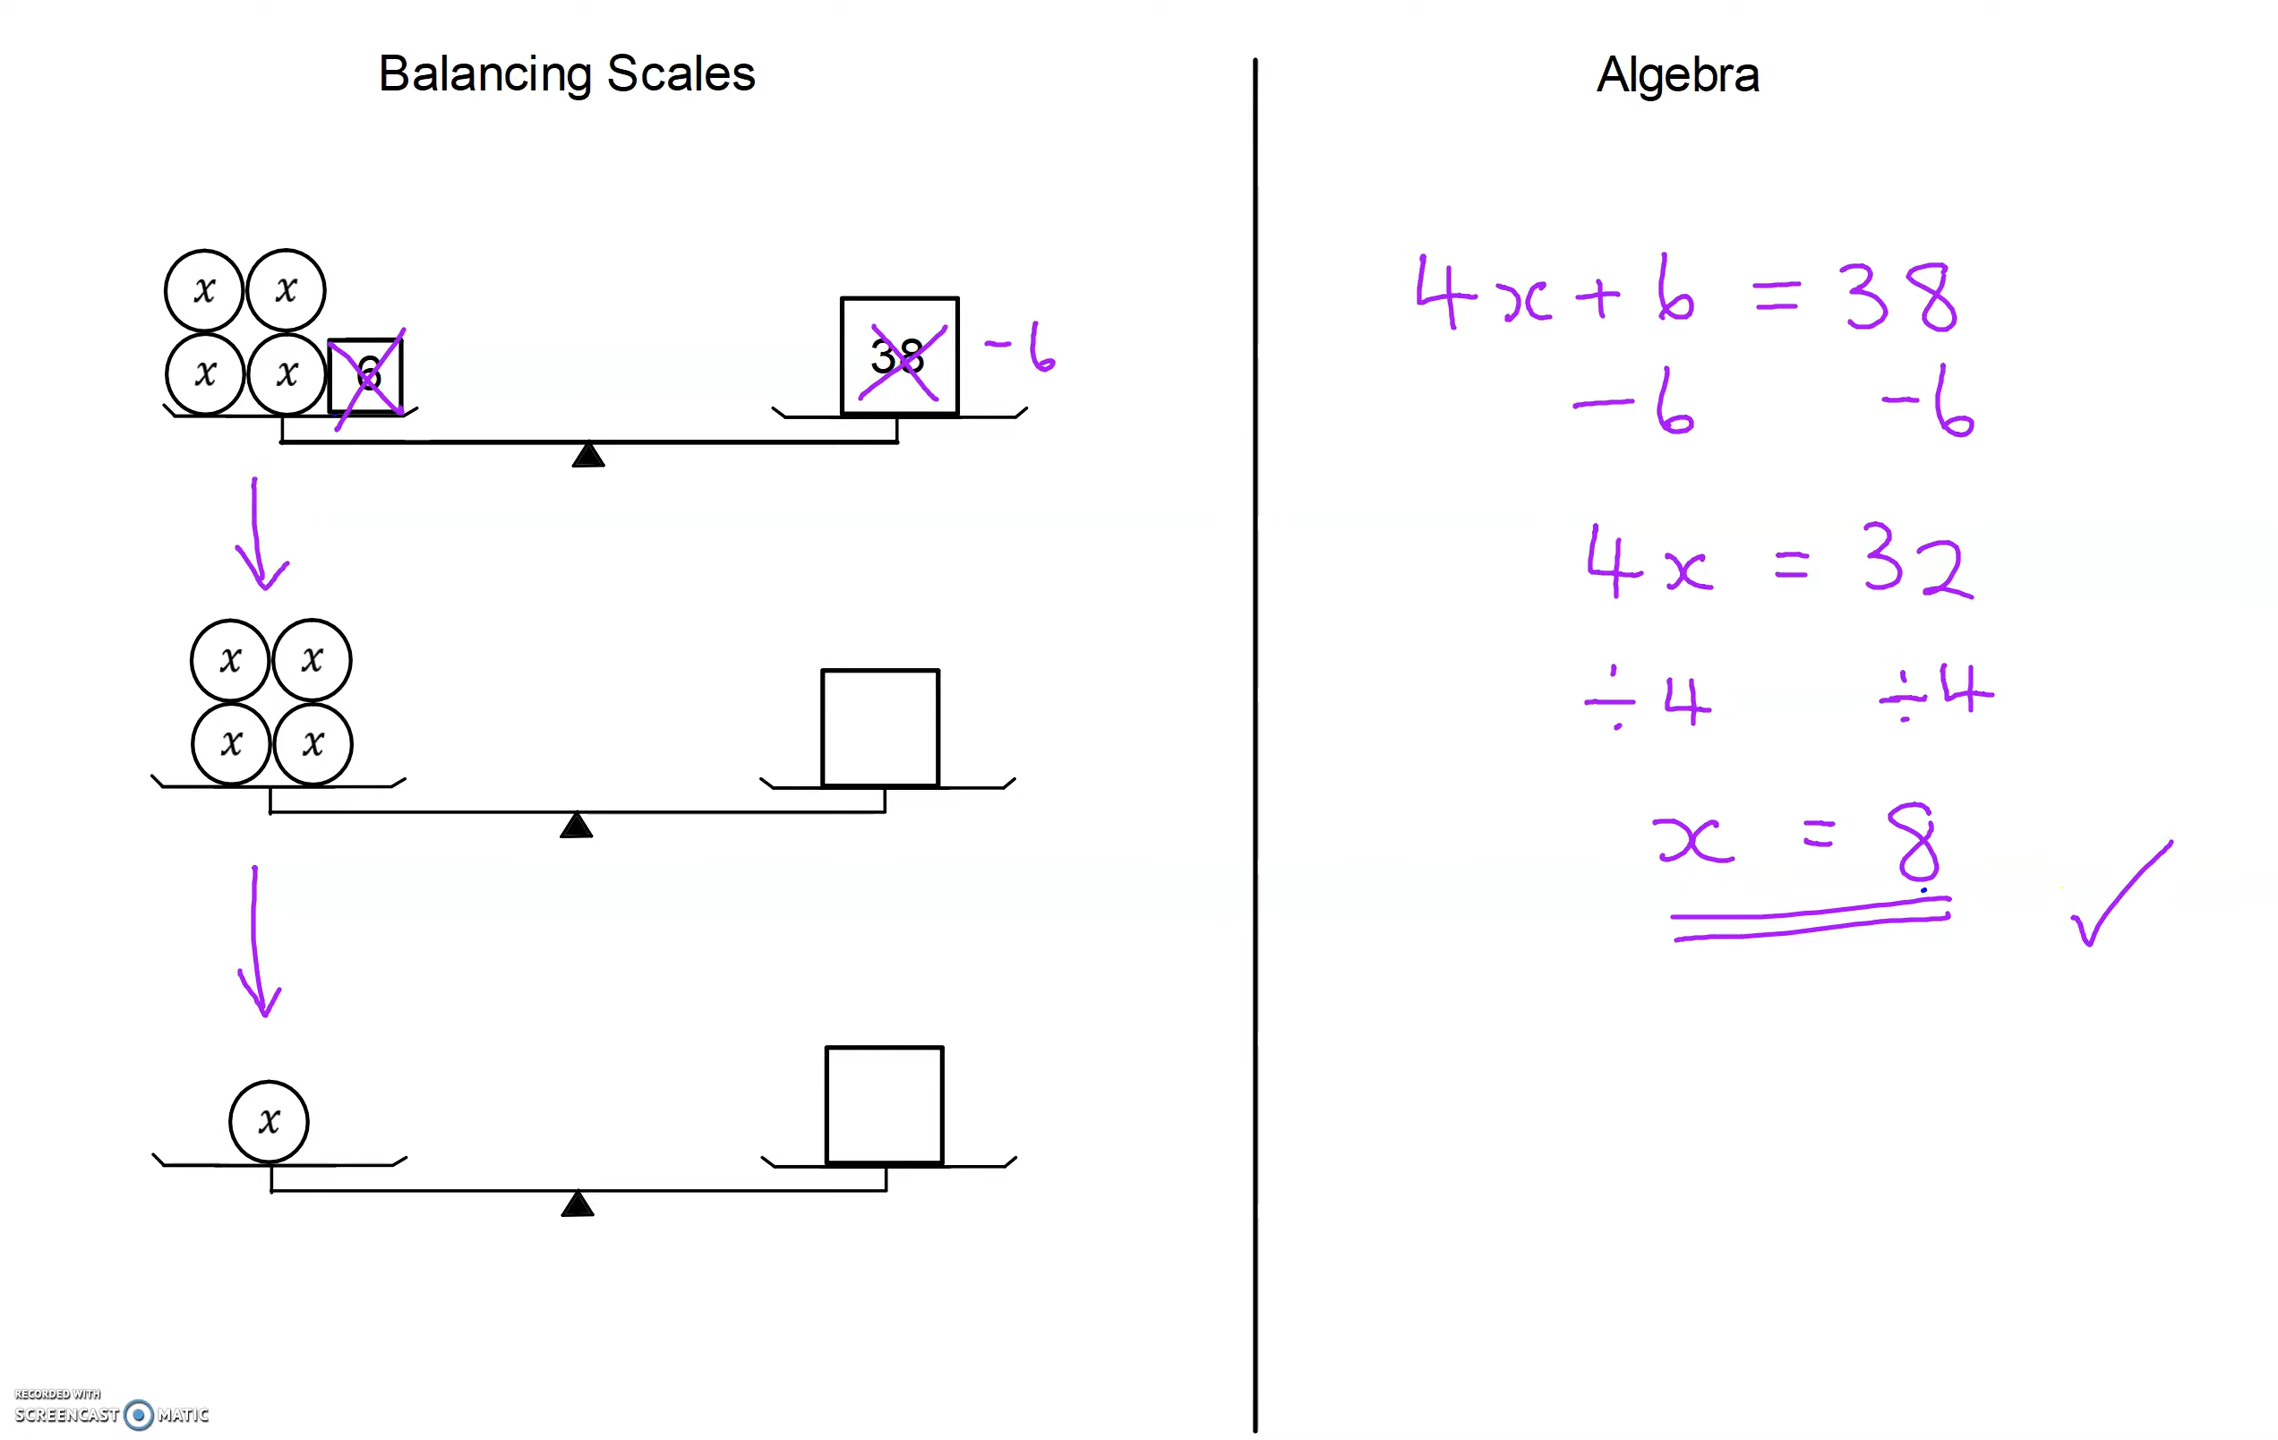 Balancing Scales
x x
x x 6
38 -6
x x
x x
x
Algebra
4x + 6 = 38
- 6 - 6
4x = 32
÷ 4 ÷ 4
x = 8
RECORDED WITH
SCREENCAST MATIC